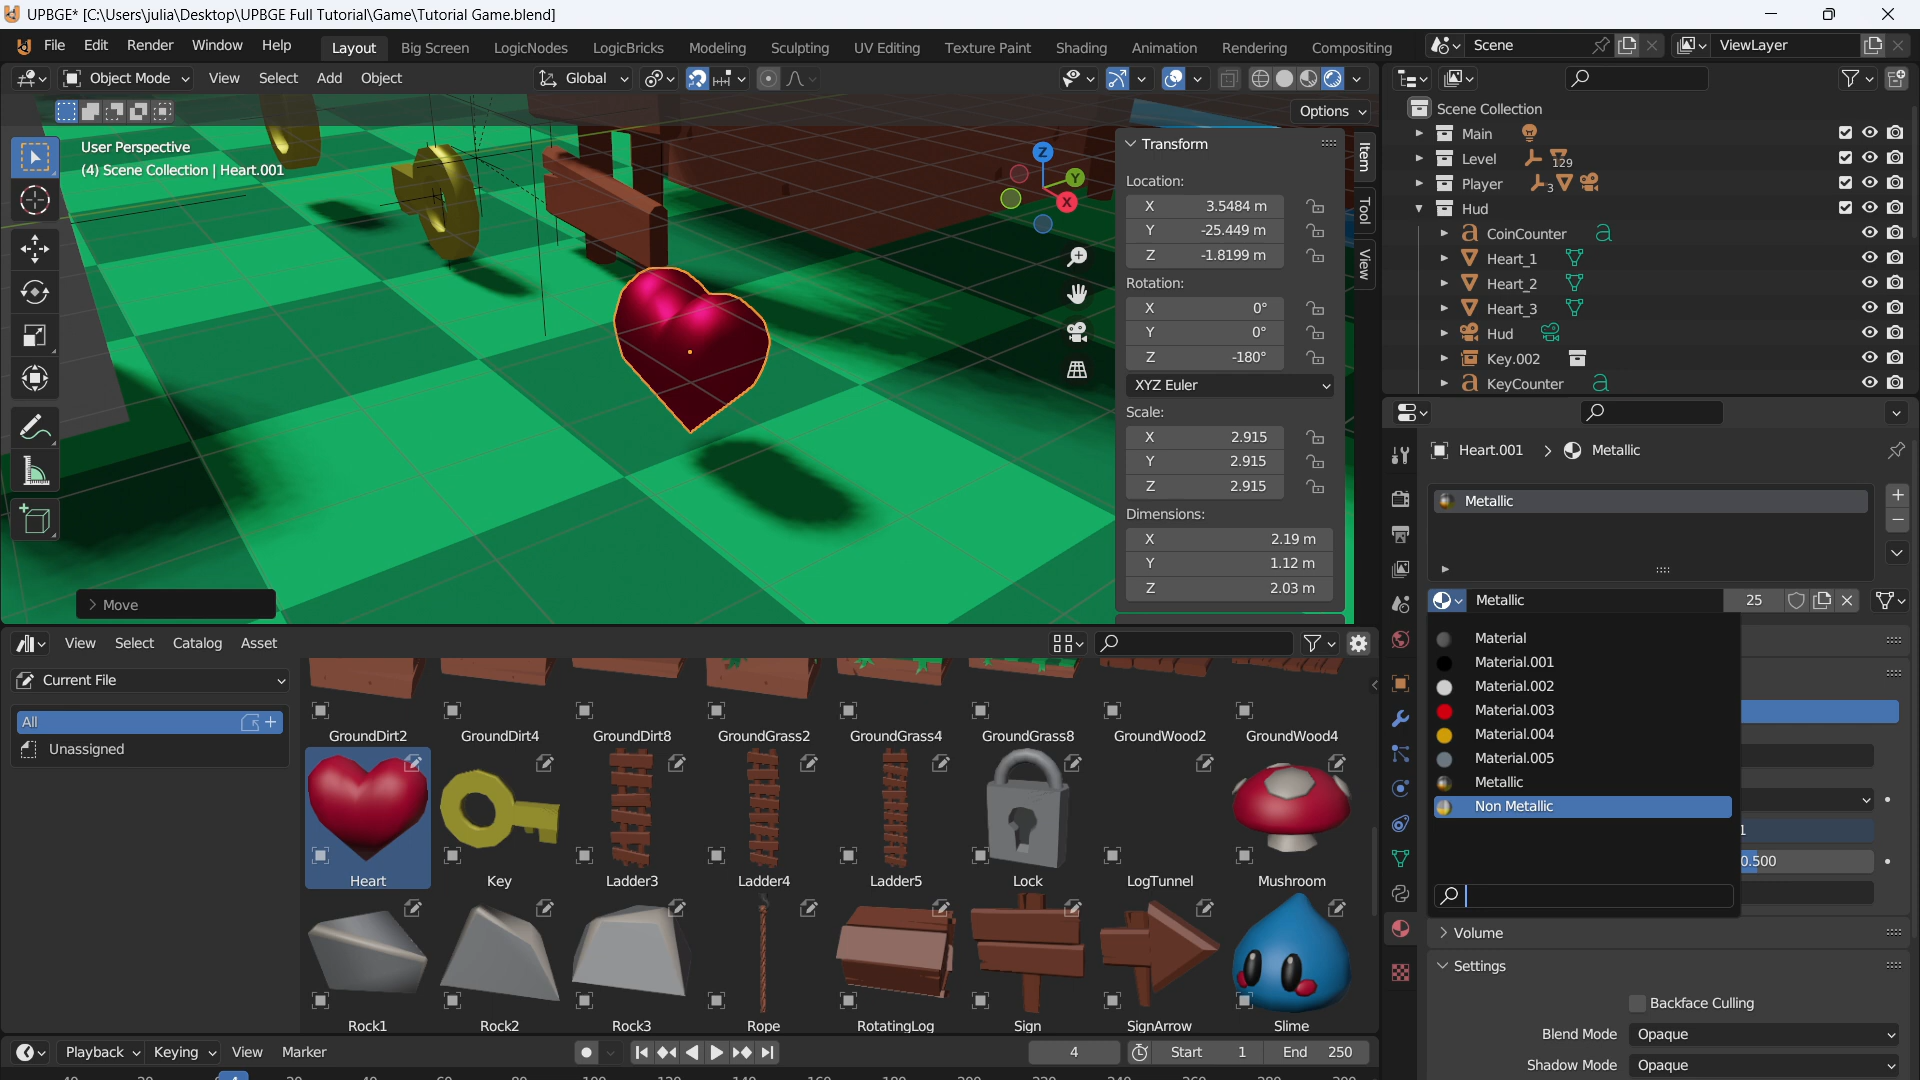 UPBGE* [C:\Users\julia\Desktop\UPBGE Full Tutorial\Game\Tutorial Game.blend]
File Edit Render Window Help Layout Big Screen LogicNodes LogicBricks Modeling Sculpting UV Editing Texture Paint Shading Animation Rendering Compositing Scene ViewLayer
Object Mode View Select Add Object Global
Options
User Perspective
(4) Scene Collection | Heart.001
Z
Y
X
Transform
Location:
X 3.5484 m
Y -25.449 m
Z -1.8199 m
Rotation:
X 0°
Y 0°
Z -180°
XYZ Euler
Scale:
X 2.915
Y 2.915
Z 2.915
Dimensions:
X 2.19 m
Y 1.12 m
Z 2.03 m
Item
Tool
View
Move
Scene Collection
Main
Level 129
Player 3
Hud
CoinCounter
Heart_1
Heart_2
Heart_3
Hud
Key.002
KeyCounter
Heart.001 Metallic
Metallic
Metallic 25
Material
Material.001
Material.002
Material.003
Material.004
Material.005
Metallic
Non Metallic
1
0.500
Volume
Settings
Backface Culling
Blend Mode Opaque
Shadow Mode Opaque
View Select Catalog Asset
Current File
All
Unassigned
GroundDirt2 GroundDirt4 GroundDirt8 GroundGrass2 GroundGrass4 GroundGrass8 GroundWood2 GroundWood4
Heart Key Ladder3 Ladder4 Ladder5 Lock LogTunnel Mushroom
Rock1 Rock2 Rock3 Rope RotatingLog Sign SignArrow Slime
Playback Keying View Marker 4 Start 1 End 250